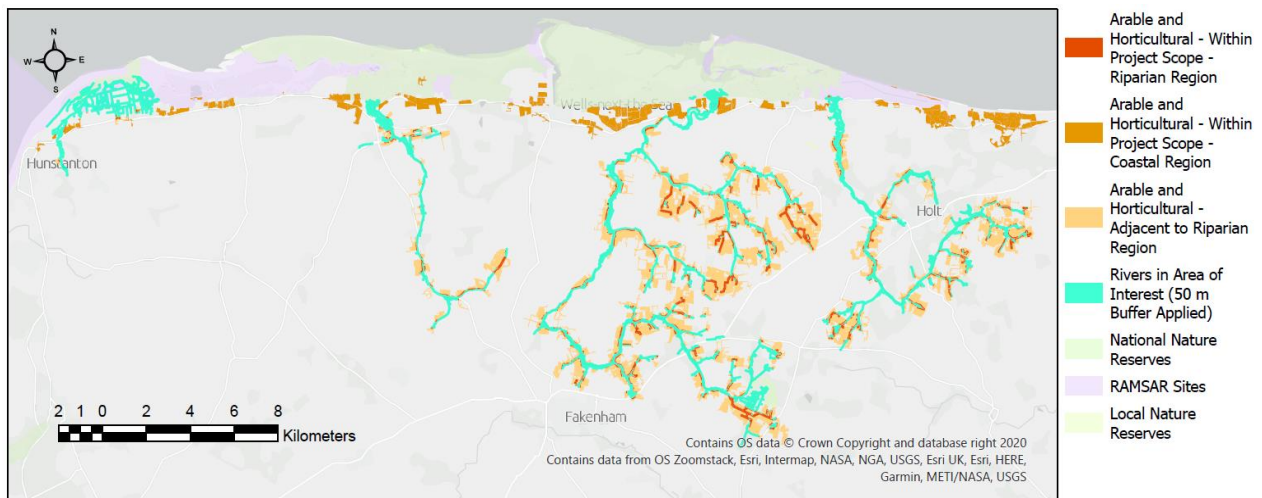 N
W E
S
Wells-next-the-Sea
Hunstanton
Holt
Fakenham
2 1 0 2 4 6 8
Kilometers
Contains OS data © Crown Copyright and database right 2020
Contains data from OS Zoomstack, Esri, Intermap, NASA, NGA, USGS, Esri UK, Esri, HERE,
Garmin, METI/NASA, USGS
Arable and
Horticultural - Within
Project Scope -
Riparian Region
Arable and
Horticultural - Within
Project Scope -
Coastal Region
Arable and
Horticultural -
Adjacent to Riparian
Region
Rivers in Area of
Interest (50 m
Buffer Applied)
National Nature
Reserves
RAMSAR Sites
Local Nature
Reserves